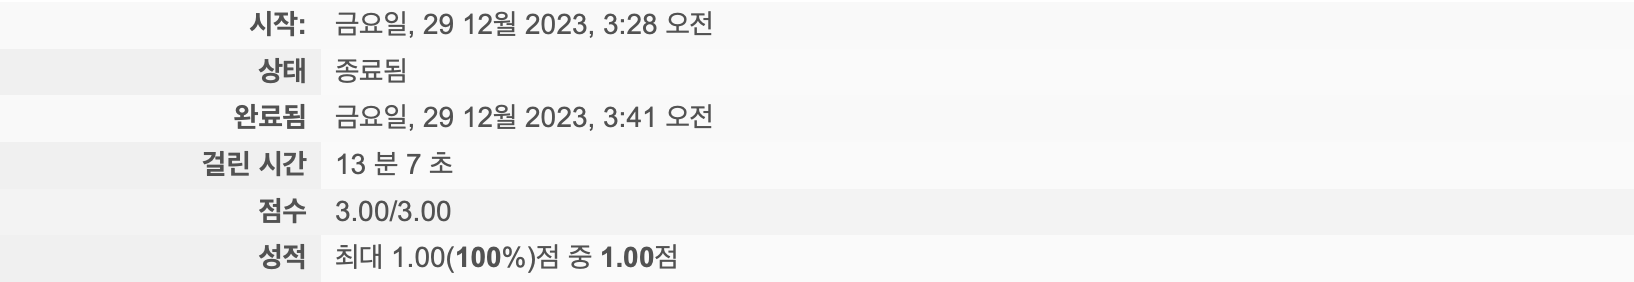 시작: 금요일, 29 12월 2023, 3:28 오전
상태 종료됨
완료됨 금요일, 29 12월 2023, 3:41 오전
걸린 시간 13 분 7 초
점수 3.00/3.00
성적 최대 1.00(100%)점 중 1.00점